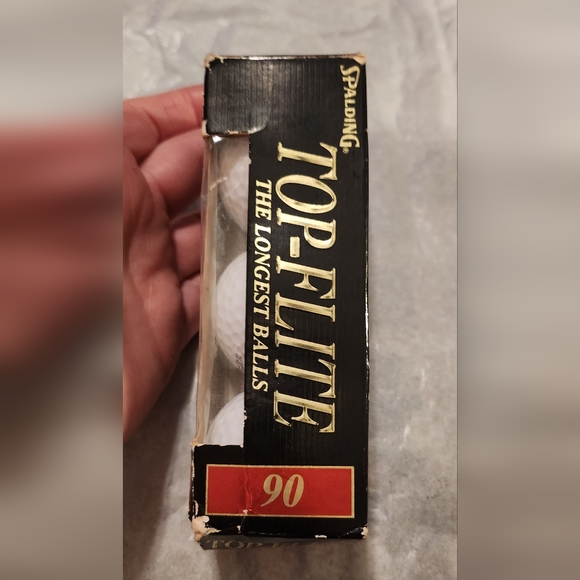 SPALDING®
TOP-FLITE
THE LONGEST BALLS
90